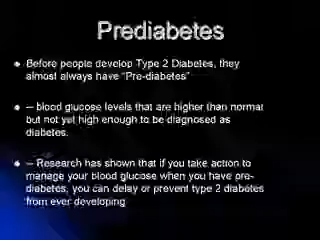 Prediabetes
Before people develop Type 2 Diabetes, they
almost always have "Pre-diabetes"
-- blood glucose levels that are higher than normal
but not yet high enough to be diagnosed as
diabetes.
-- Research has shown that if you take action to
manage your blood glucose when you have pre-
diabetes, you can delay or prevent type 2 diabetes
from ever developing